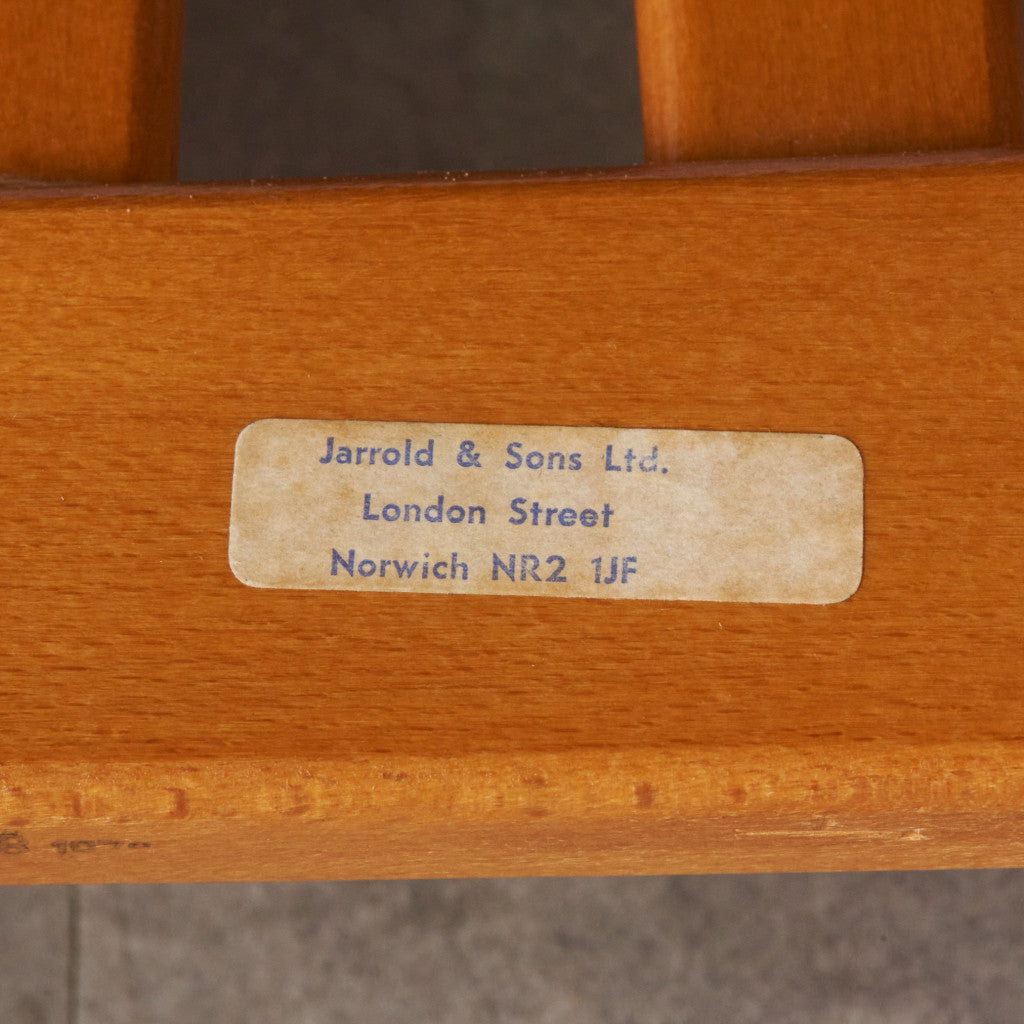 Jarrold & Sons Ltd.
London Street
Norwich NR2 1JF